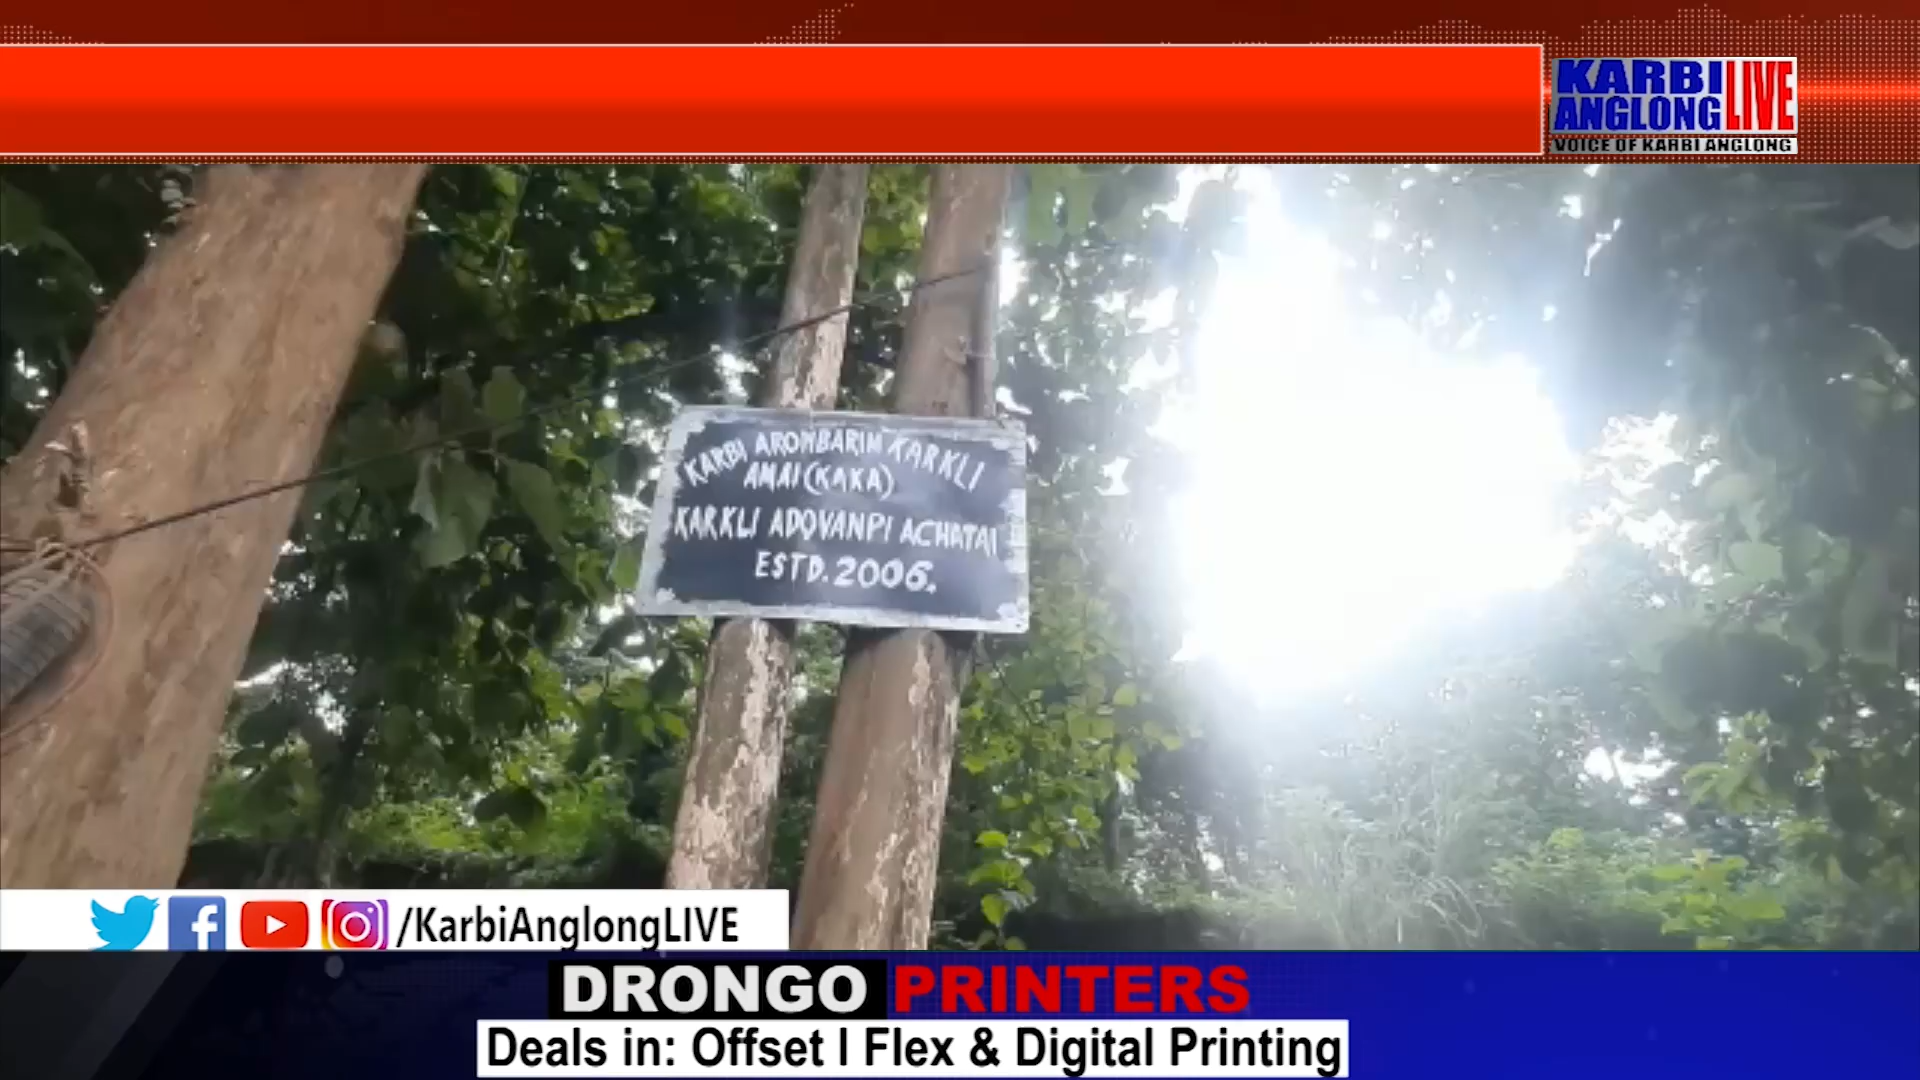 KARBI
ANGLONG LIVE
VOICE OF KARBI ANGLONG
KARBI ARONBARIM KARKLI
AMAI (KAKA)
KARKLI ADOVANPI ACHATAI
ESTD. 2006.
/KarbiAnglongLIVE
DRONGO PRINTERS
Deals in: Offset I Flex & Digital Printing